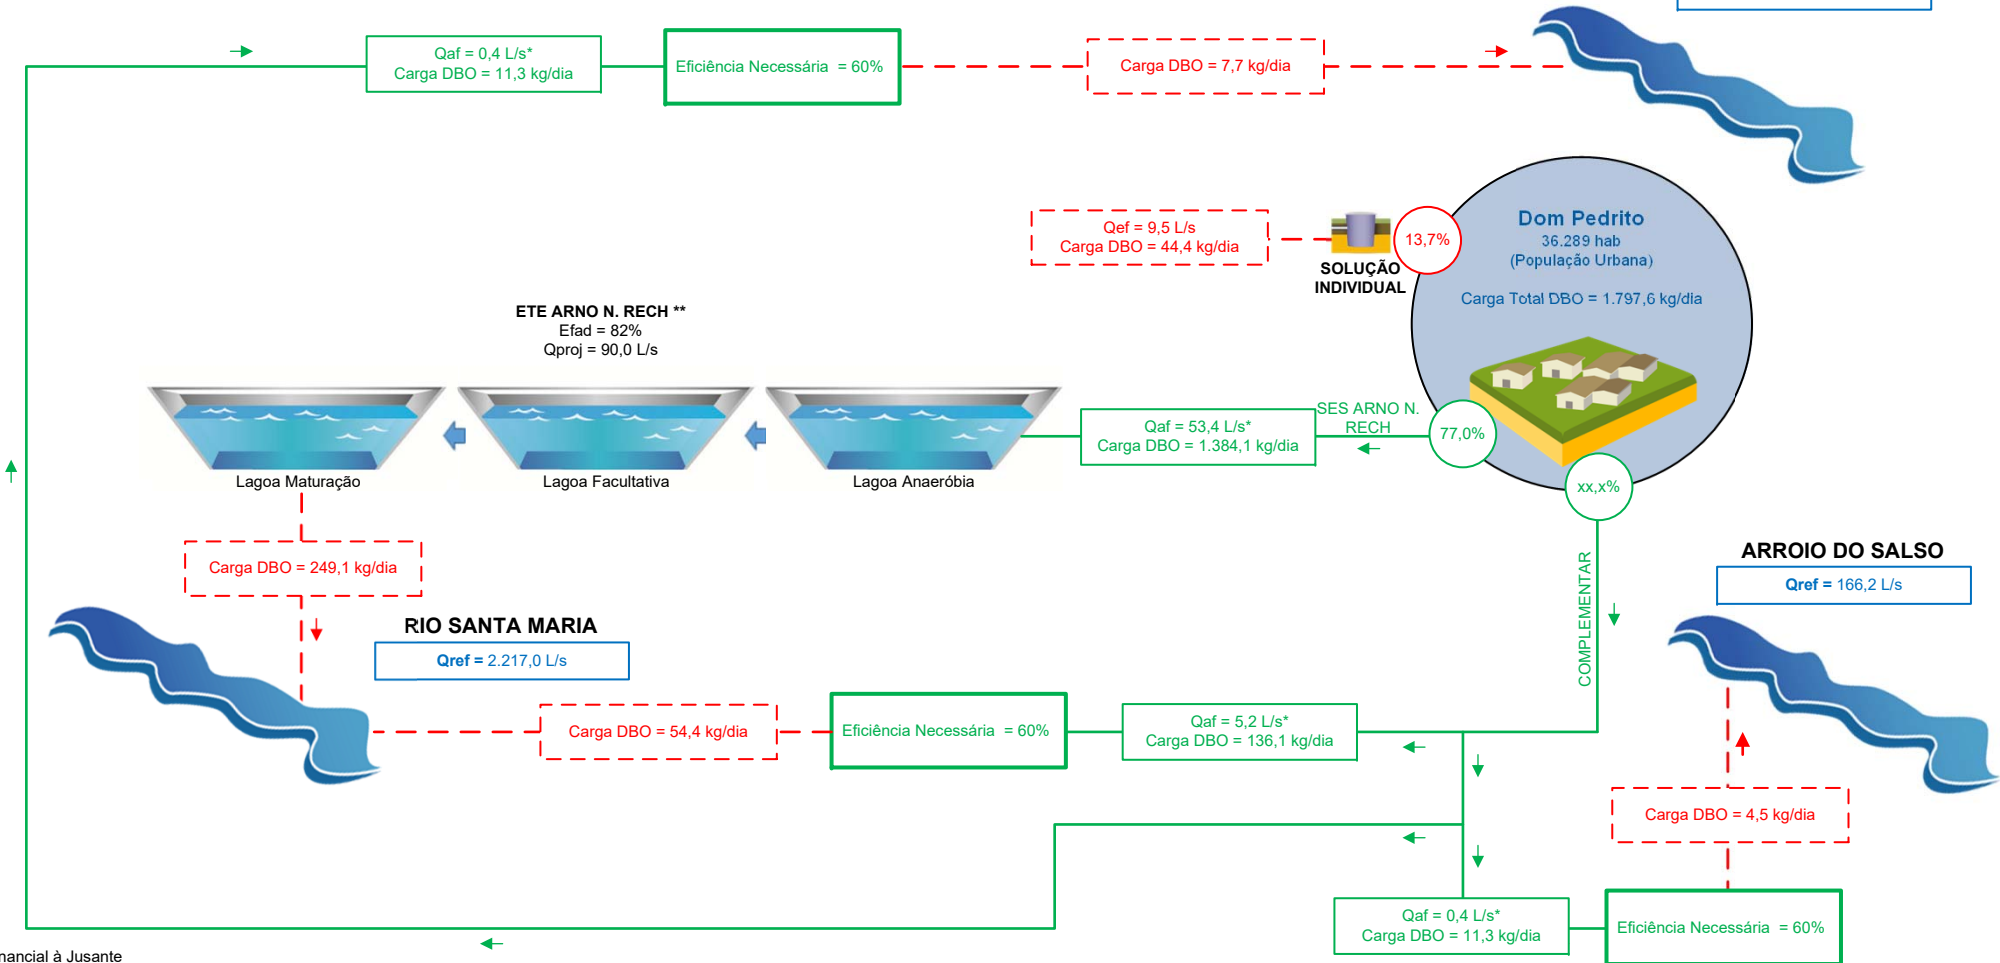 Qaf = 0,4 L/s*
Carga DBO = 11,3 kg/dia
Eficiência Necessária = 60%
Carga DBO = 7,7 kg/dia
Qef = 9,5 L/s
Carga DBO = 44,4 kg/dia
SOLUÇÃO
INDIVIDUAL
13,7%
Dom Pedrito
36.289 hab
(População Urbana)
Carga Total DBO = 1.797,6 kg/dia
ETE ARNO N. RECH **
Efad = 82%
Qproj = 90,0 L/s
Lagoa Maturação
Lagoa Facultativa
Lagoa Anaeróbia
Qaf = 53,4 L/s*
Carga DBO = 1.384,1 kg/dia
SES ARNO N.
RECH
77,0%
xx,x%
COMPLEMENTAR
Carga DBO = 249,1 kg/dia
RIO SANTA MARIA
Qref = 2.217,0 L/s
Carga DBO = 54,4 kg/dia
Eficiência Necessária = 60%
Qaf = 5,2 L/s*
Carga DBO = 136,1 kg/dia
ARROIO DO SALSO
Qref = 166,2 L/s
Carga DBO = 4,5 kg/dia
Qaf = 0,4 L/s*
Carga DBO = 11,3 kg/dia
Eficiência Necessária = 60%
à Jusante